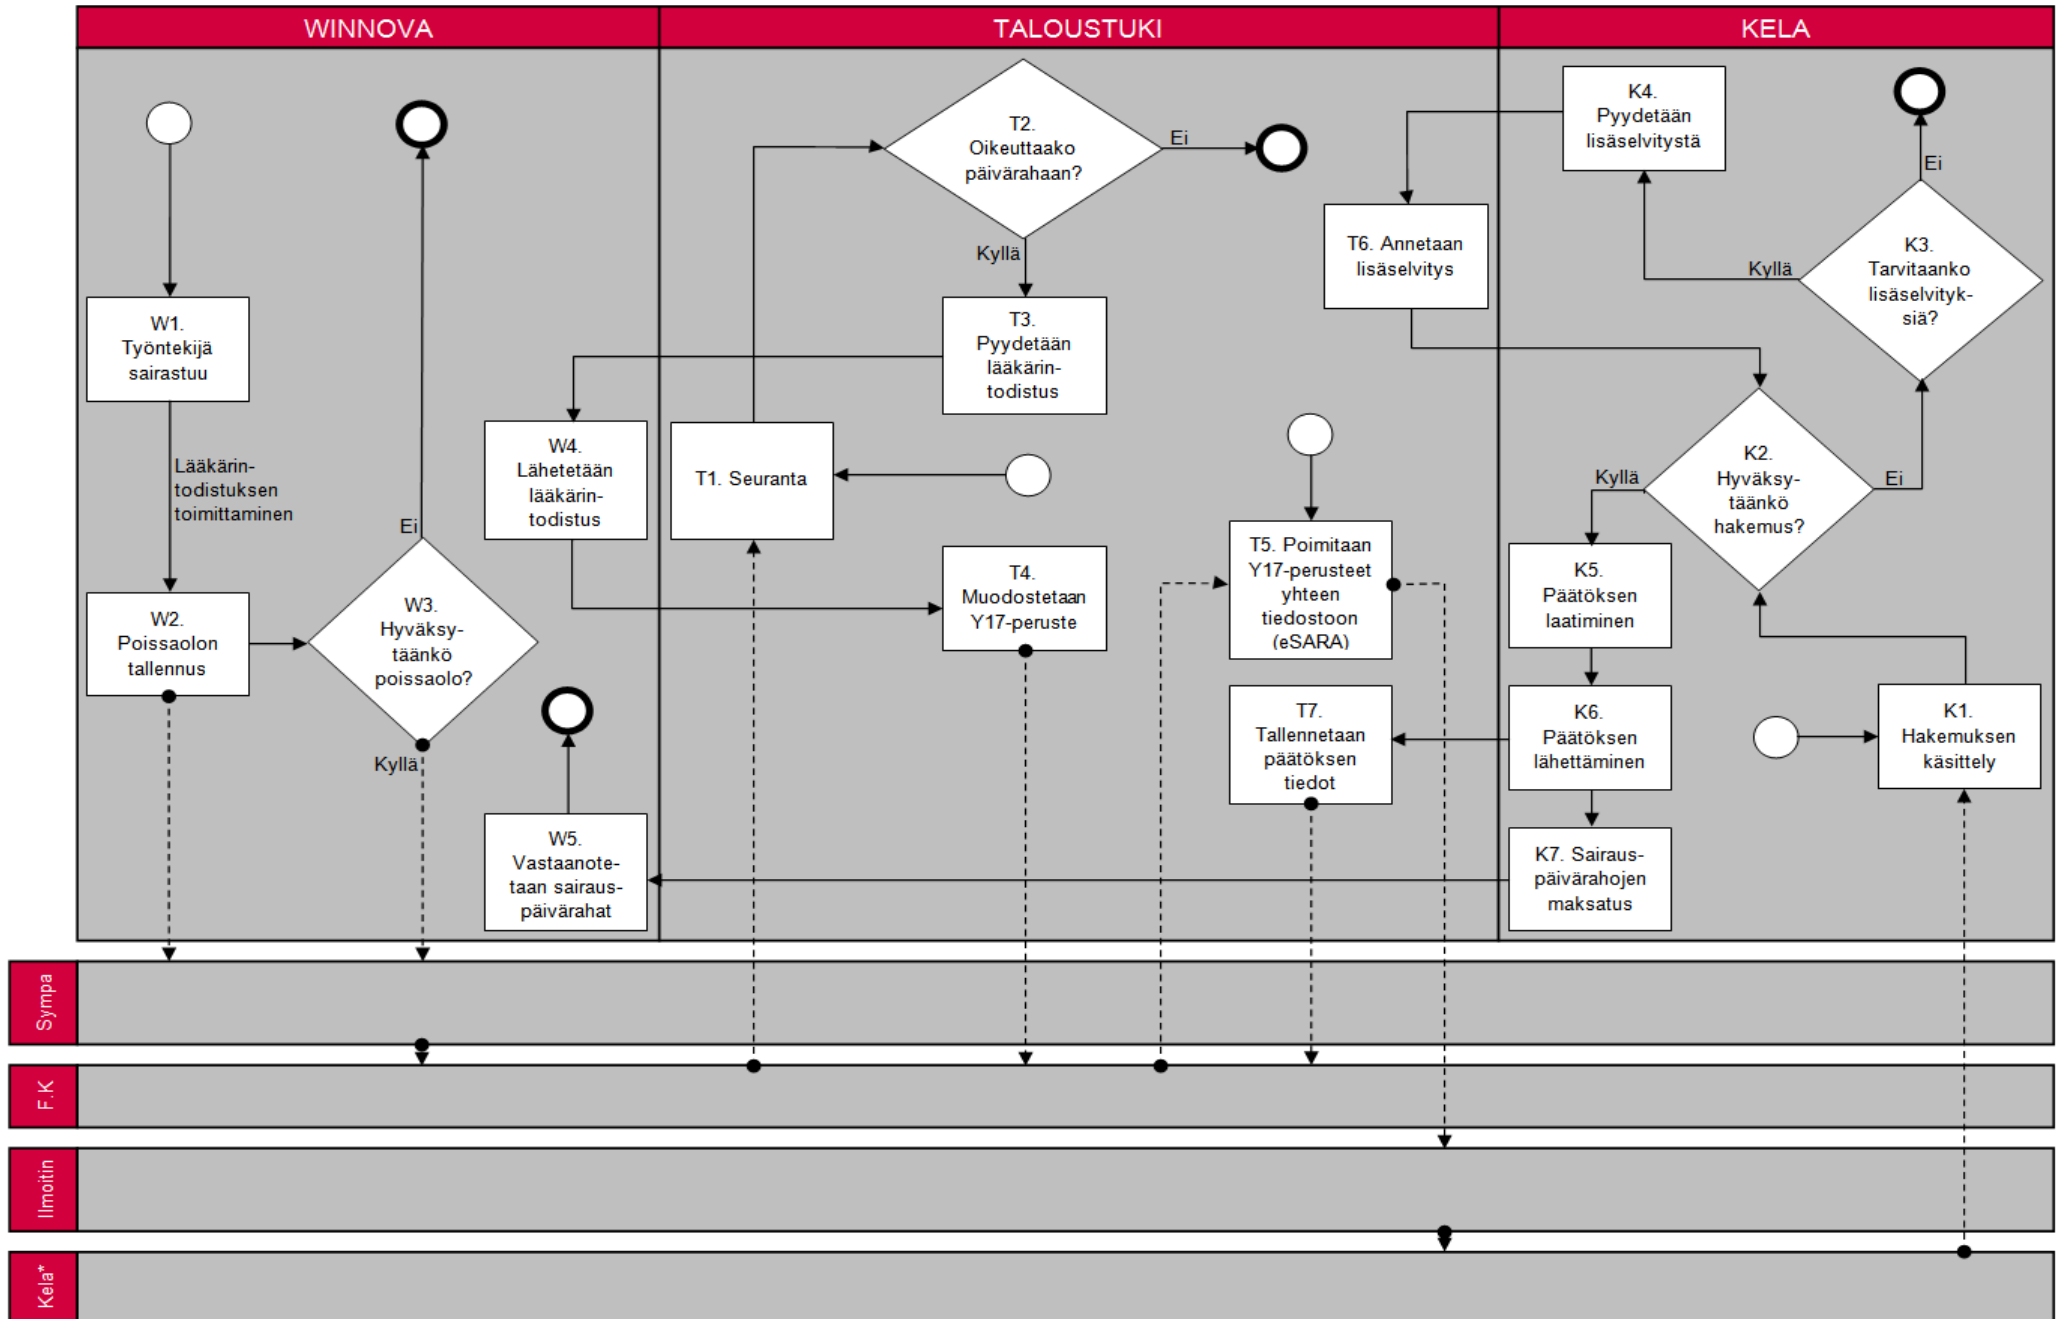 WINNOVA
TALOUSTUKI
KELA
W1.
Työntekijä
sairastuu
Lääkärin-
todistuksen
toimittaminen
W2.
Poissaolon
tallennus
Ei
W3.
Hyväksy-
täänkö
poissaolo?
Kyllä
W4.
Lähetetään
lääkärin-
todistus
W5.
Vastaanote-
taan sairaus-
päivärahat
T1. Seuranta
T2.
Oikeuttaako
päivärahaan?
Ei
Kyllä
T3.
Pyydetään
lääkärin-
todistus
T4.
Muodostetaan
Y17-peruste
T5. Poimitaan
Y17-perusteet
yhteen
tiedostoon
(eSARA)
T6. Annetaan
lisäselvitys
T7.
Tallennetaan
päätöksen
tiedot
K4.
Pyydetään
lisäselvitystä
Ei
K3.
Tarvitaanko
lisäselvityk-
siä?
Kyllä
K2.
Hyväksy-
täänkö
hakemus?
Kyllä
Ei
K5.
Päätöksen
laatiminen
K6.
Päätöksen
lähettäminen
K1.
Hakemuksen
käsittely
K7. Sairaus-
päivärahojen
maksatus
Sympa
F.K
Ilmoitin
Kela*